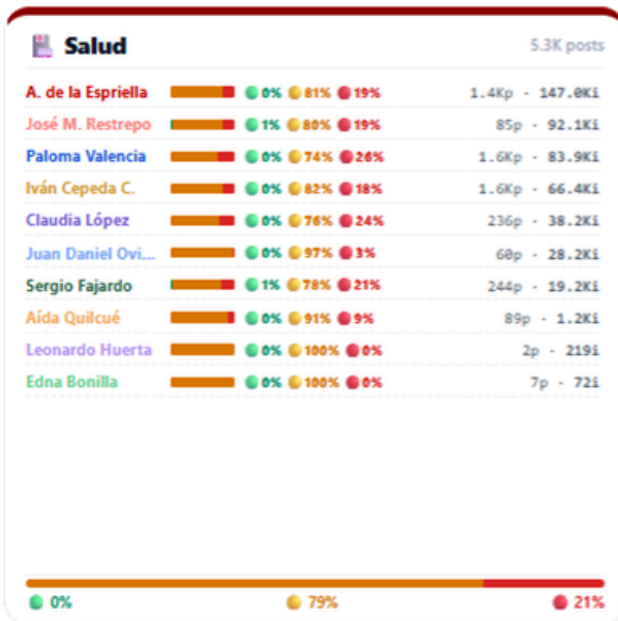 Salud
5.3K posts
A. de la Espriella 0% 81% 19% 1.4Kp - 147.0Ki
José M. Restrepo 1% 80% 19% 85p - 92.1Ki
Paloma Valencia 0% 74% 26% 1.6Kp - 83.9Ki
Iván Cepeda C. 0% 82% 18% 1.6Kp - 66.4Ki
Claudia López 0% 76% 24% 236p - 38.2Ki
Juan Daniel Ovi... 0% 97% 3% 60p - 28.2Ki
Sergio Fajardo 1% 78% 21% 244p - 19.2Ki
Aída Quilcué 0% 91% 9% 89p - 1.2Ki
Leonardo Huerta 0% 100% 0% 2p - 219i
Edna Bonilla 0% 100% 0% 7p - 72i
0% 79% 21%